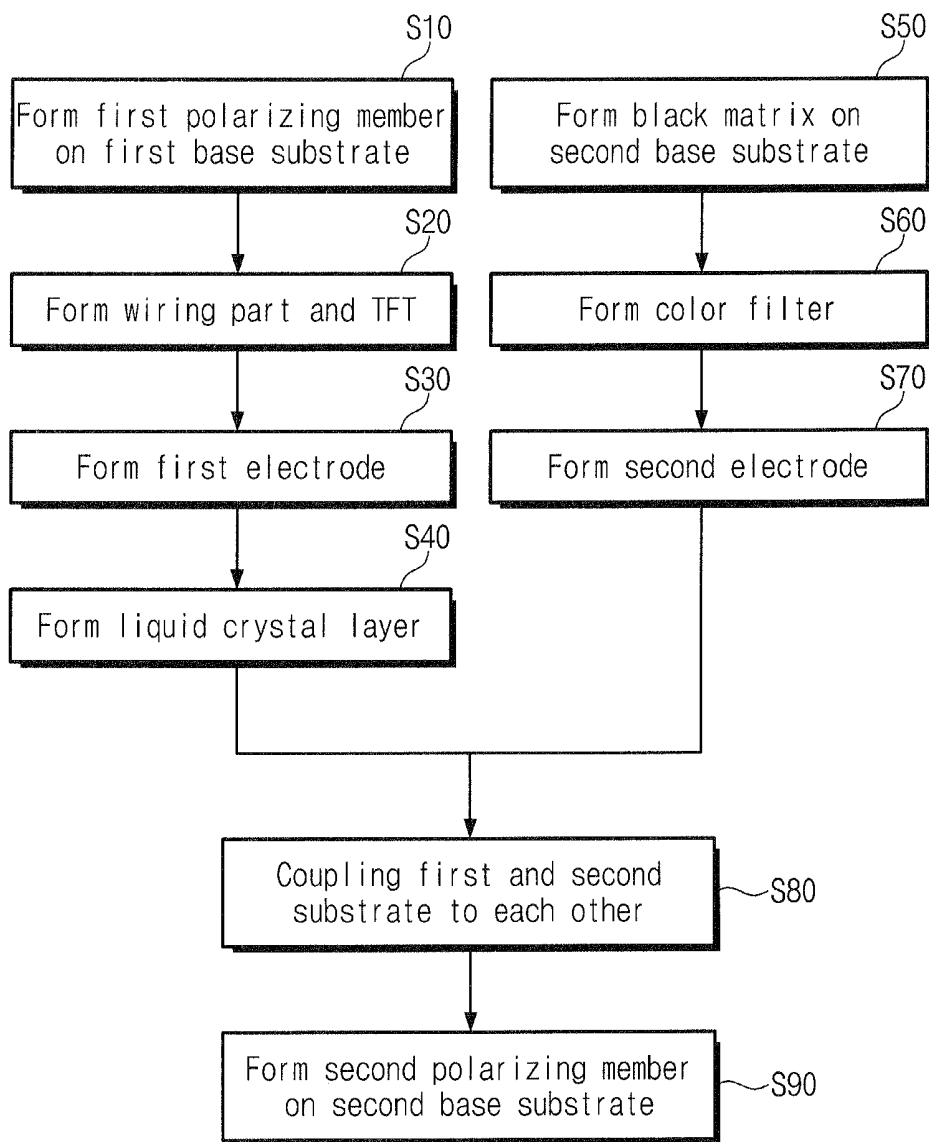 S10
Form first polarizing member
on first base substrate
S20
Form wiring part and TFT
S30
Form first electrode
S40
Form liquid crystal layer
S50
Form black matrix on
second base substrate
S60
Form color filter
S70
Form second electrode
Coupling first and second
substrate to each other
S80
Form second polarizing member
on second base substrate
S90